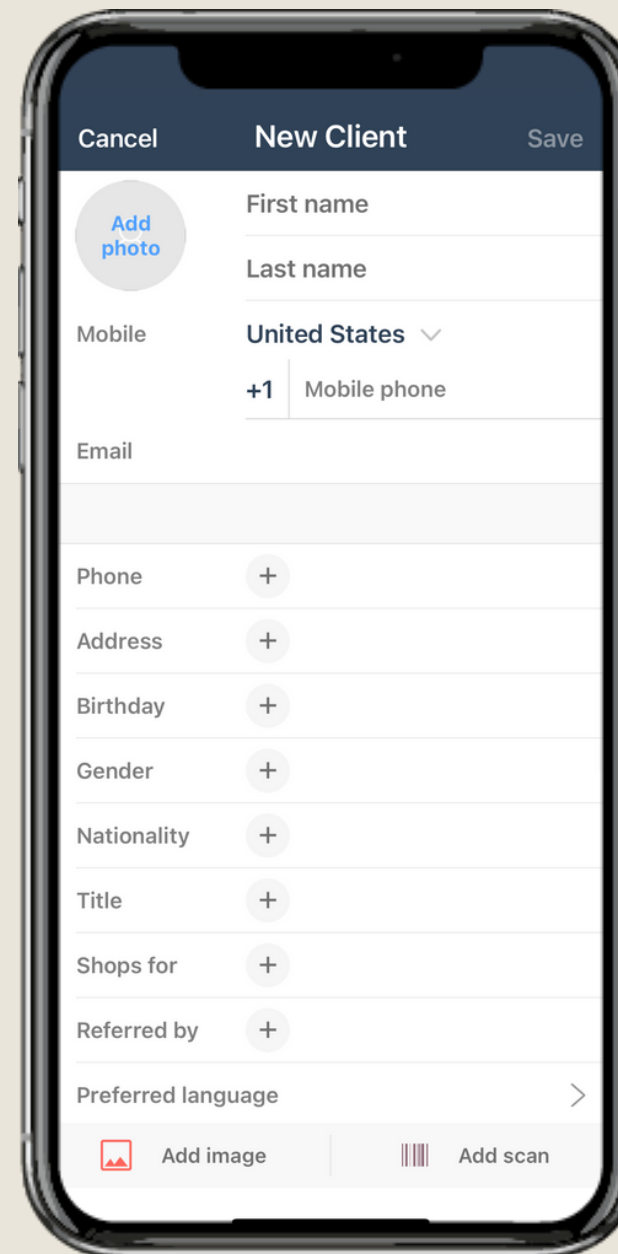 Cancel New Client Save
Add photo
First name
Last name
Mobile United States
+1 Mobile phone
Email
Phone +
Address +
Birthday +
Gender +
Nationality +
Title +
Shops for +
Referred by +
Preferred language
Add image Add scan